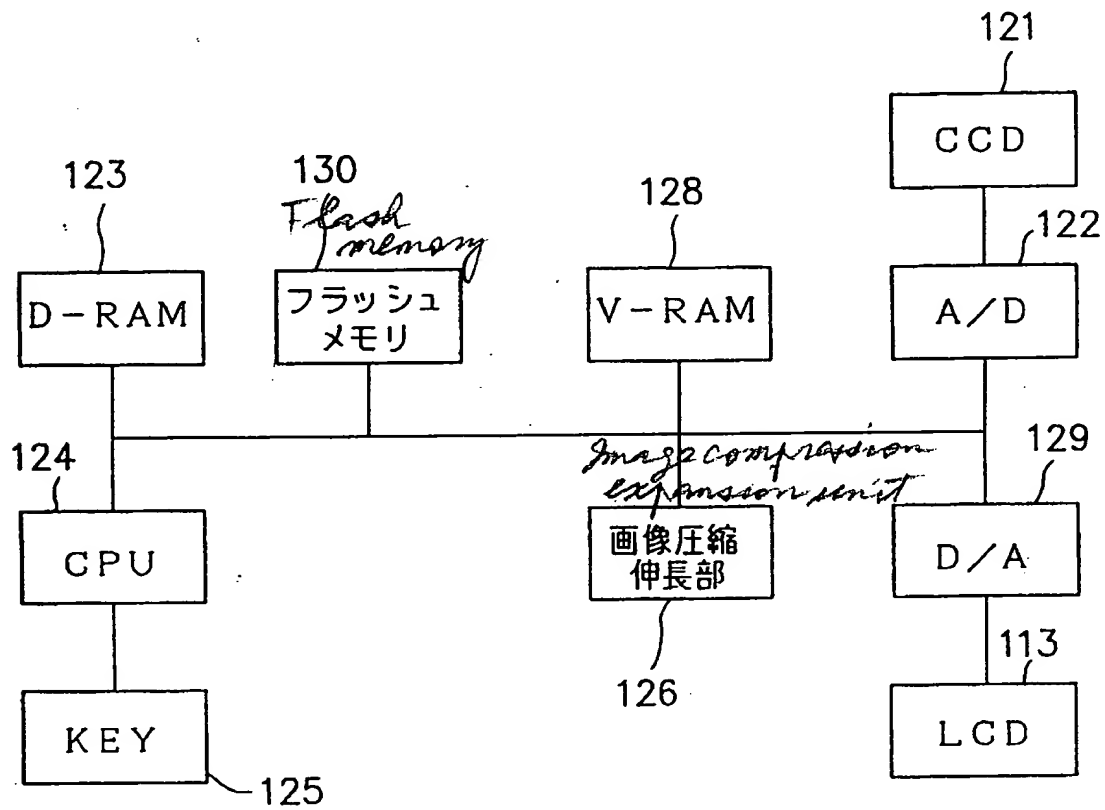 121
CCD
123
130
Flash
memory
128
122
D-RAM
フラッシュ
メモリ
V-RAM
A/D
124
Image compression
expansion unit
129
CPU
画像圧縮
伸長部
D/A
126
113
KEY
LCD
125